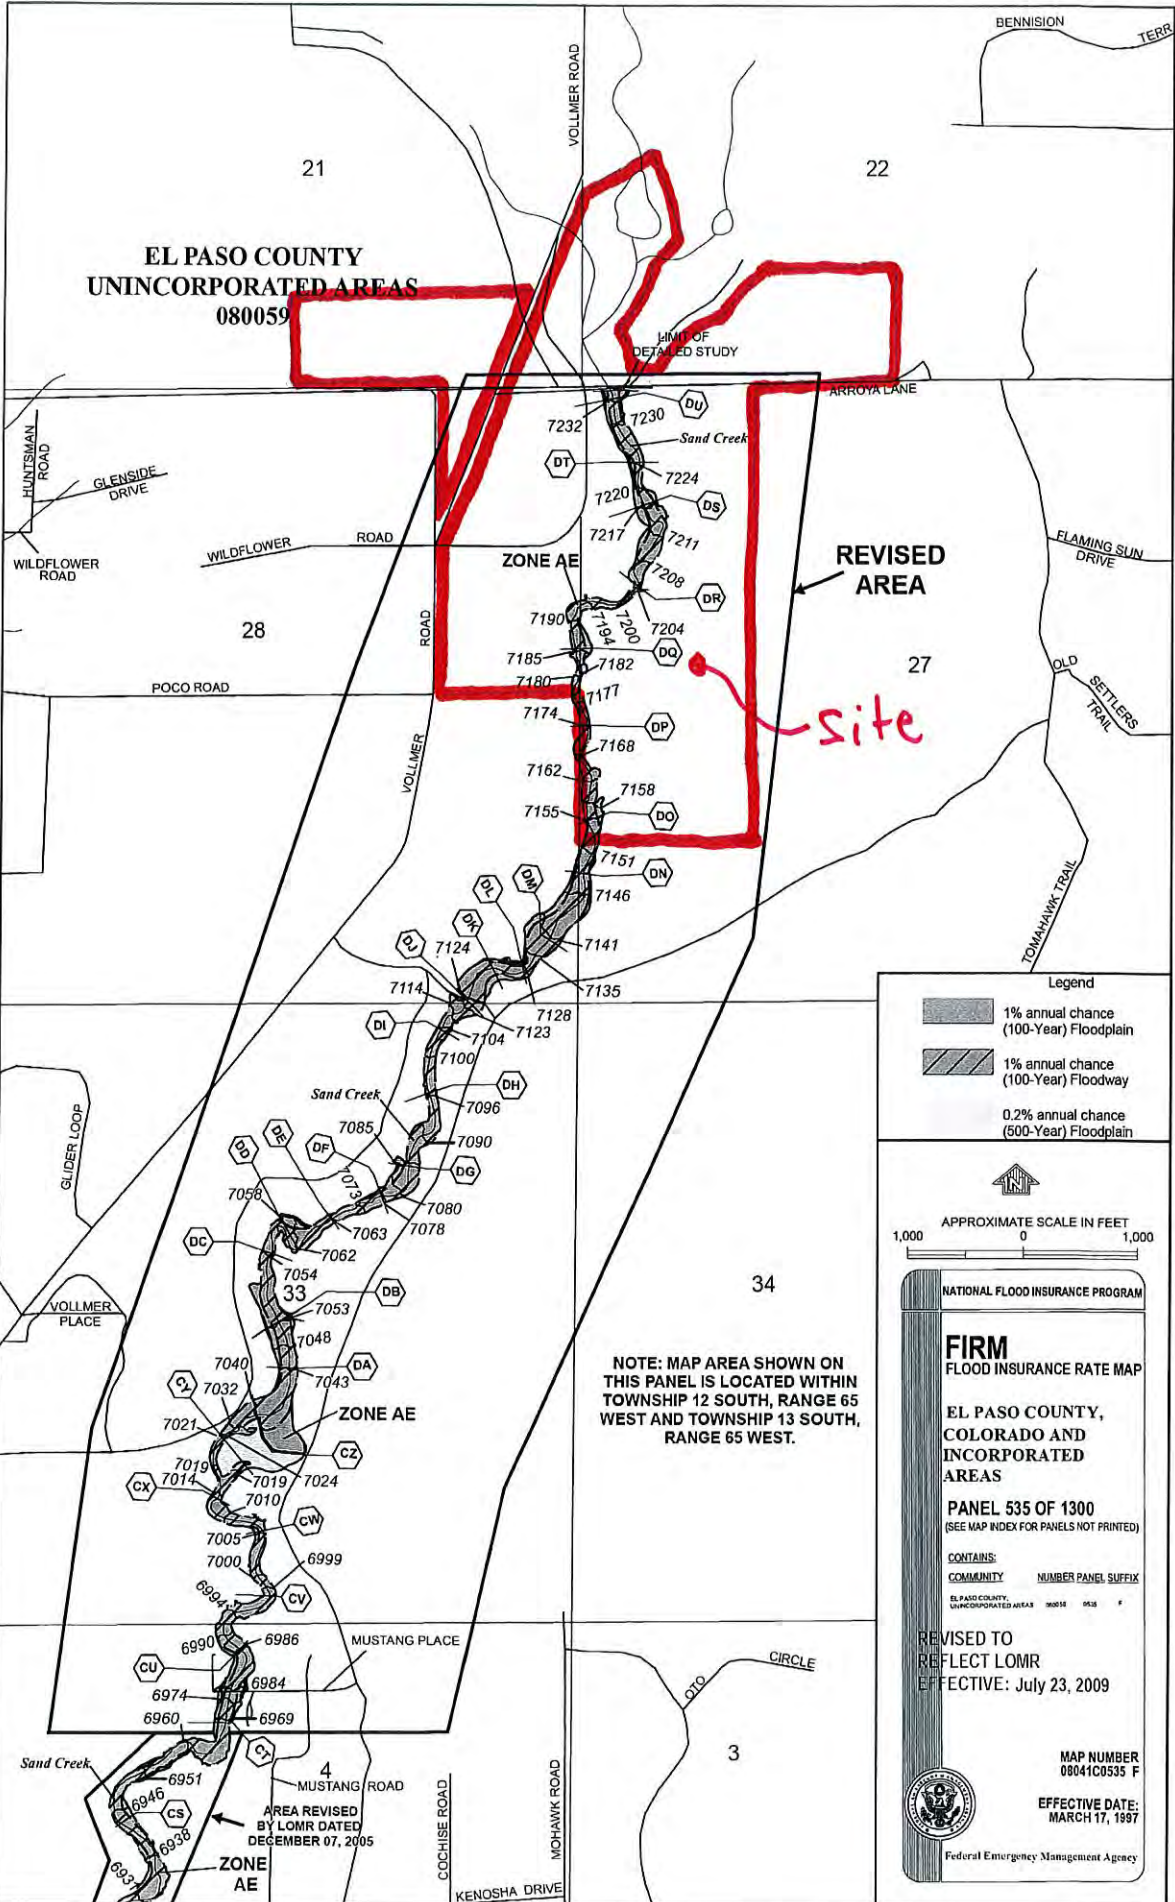 BENNISION
TERR
VOLLMER ROAD
21
22
EL PASO COUNTY
UNINCORPORATED AREAS
080059
LIMIT OF
DETAILED STUDY
ARROYA LANE
DU
7232
7230
Sand Creek
DT
7224
7220
DS
7217
7211
HUNTSMAN
ROAD
GLENSIDE
DRIVE
WILDFLOWER
ROAD
WILDFLOWER
ROAD
ZONE AE
7208
REVISED
AREA
FLAMING SUN
DRIVE
DR
7190
7194
7200
7204
28
ROAD
7185
DQ
7182
27
7180
7177
POCO ROAD
OLD
SETTLERS
TRAIL
site
7174
DP
7168
VOLLMER
7162
7158
7155
DO
7151
DN
DM
DL
7146
DK
DJ
7124
7141
TOMAHAWK TRAIL
7114
7135
7128
7123
DI
7104
7100
DH
Sand Creek
7096
7085
7090
DE
DF
DD
DG
GLIDER LOOP
7073
7058
7080
7078
7063
DC
7062
7054
33
DB
34
7053
VOLLMER
PLACE
7048
7040
DA
7043
CY
7032
ZONE AE
7021
CZ
7019
7024
7014
7019
CX
7010
CW
7005
7000
6999
6994
CV
6990
6986
MUSTANG PLACE
CU
6984
6974
6960
6969
CT
Sand Creek
4
3
OTO
CIRCLE
6951
MUSTANG ROAD
6946
CS
AREA REVISED
BY LOMR DATED
DECEMBER 07, 2005
6938
693
ZONE
AE
COCHISE ROAD
MOHAWK ROAD
KENOSHA DRIVE
NOTE: MAP AREA SHOWN ON
THIS PANEL IS LOCATED WITHIN
TOWNSHIP 12 SOUTH, RANGE 65
WEST AND TOWNSHIP 13 SOUTH,
RANGE 65 WEST.
Legend
1% annual chance
(100-Year) Floodplain
1% annual chance
(100-Year) Floodway
0.2% annual chance
(500-Year) Floodplain
N
APPROXIMATE SCALE IN FEET
1,000 0 1,000
NATIONAL FLOOD INSURANCE PROGRAM
FIRM
FLOOD INSURANCE RATE MAP
EL PASO COUNTY,
COLORADO AND
INCORPORATED
AREAS
PANEL 535 OF 1300
(SEE MAP INDEX FOR PANELS NOT PRINTED)
CONTAINS:
COMMUNITY NUMBER PANEL SUFFIX
EL PASO COUNTY,
UNINCORPORATED AREAS 080059 0535 F
REVISED TO
REFLECT LOMR
EFFECTIVE: July 23, 2009
MAP NUMBER
08041C0535 F
EFFECTIVE DATE:
MARCH 17, 1997
Federal Emergency Management Agency